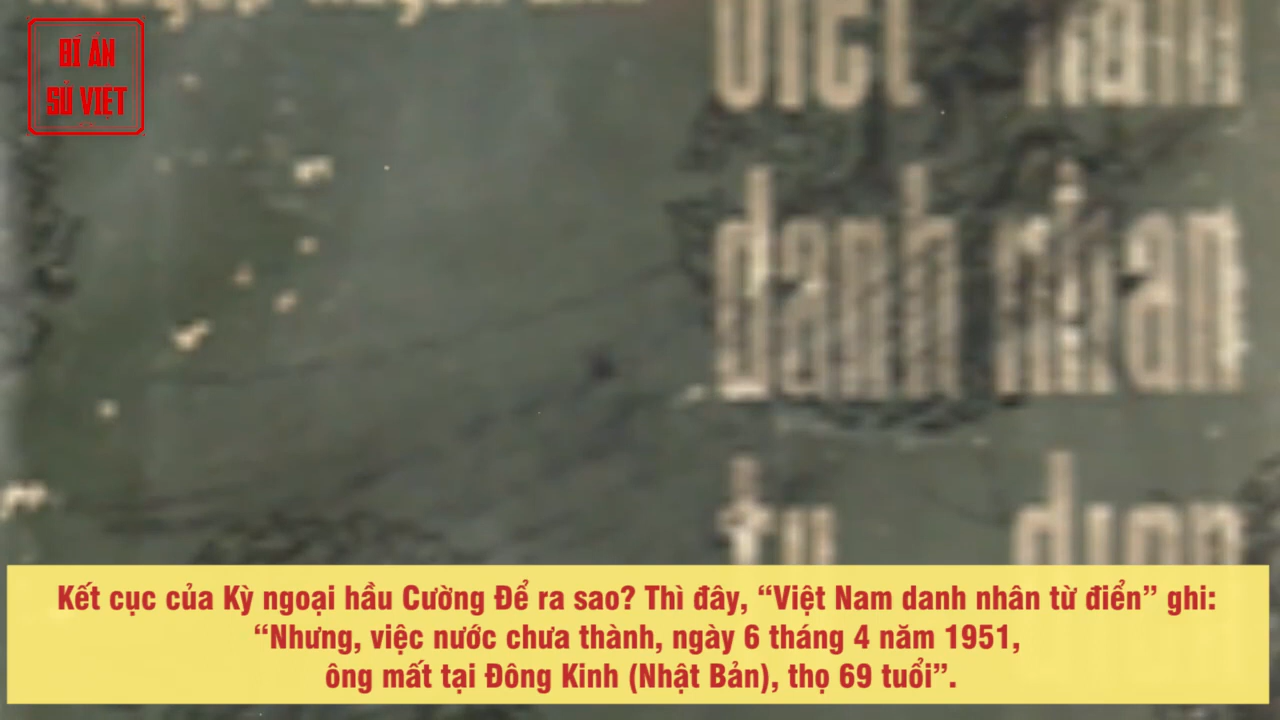 BÍ ẨN
SỬ VIỆT
việt nam
danh nhân
từ điển
Kết cục của Kỳ ngoại hầu Cường Để ra sao? Thì đây, “Việt Nam danh nhân từ điển” ghi:
“Nhưng, việc nước chưa thành, ngày 6 tháng 4 năm 1951,
ông mất tại Đông Kinh (Nhật Bản), thọ 69 tuổi”.